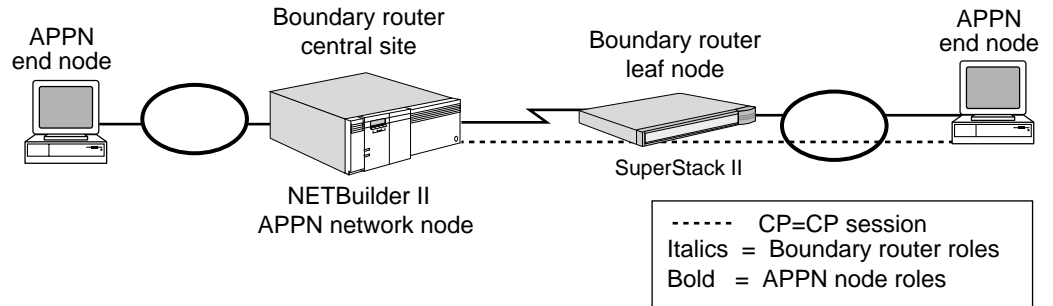 APPN
end node
Boundary router
central site
Boundary router
leaf node
APPN
end node
SuperStack II
NETBuilder II
APPN network node
CP=CP session
Italics = Boundary router roles
Bold = APPN node roles